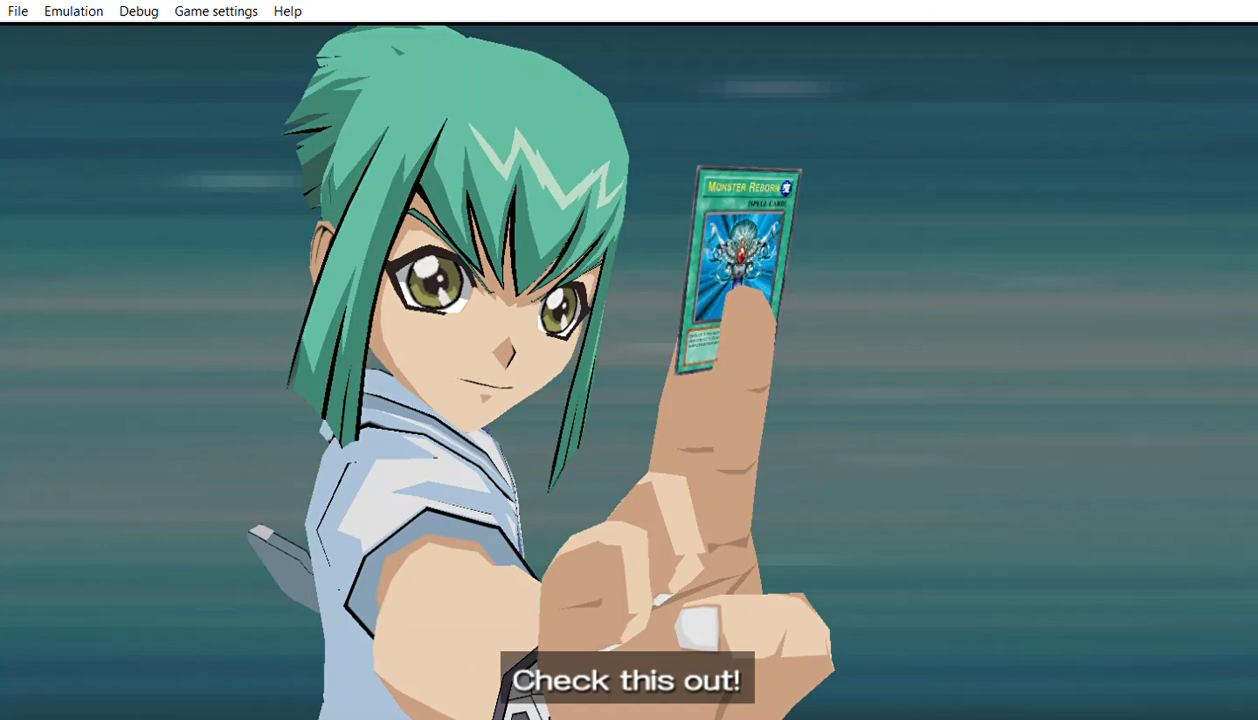 File Emulation Debug Game settings Help
MONSTER REBORN
[SPELL CARD]
Check this out!